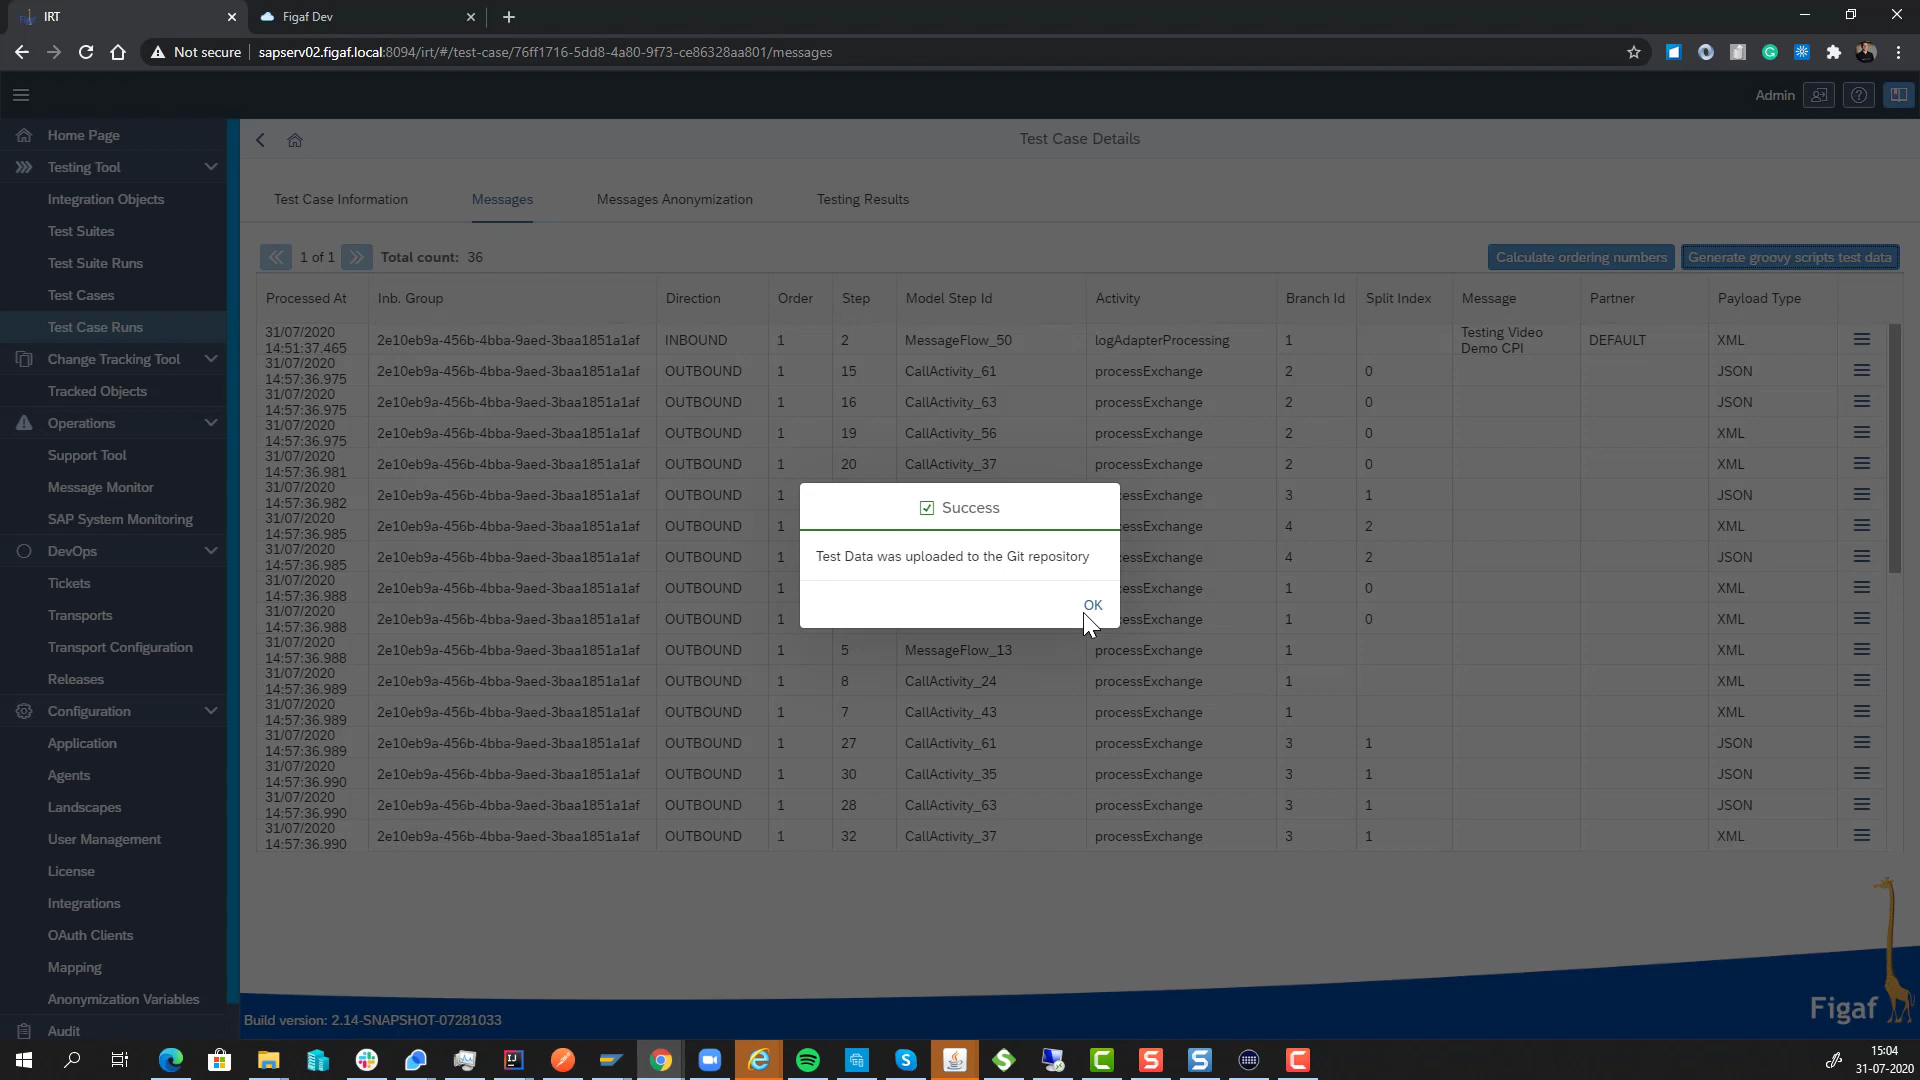 IRT
Figaf Dev
Not secure
sapserv02.figaf.local:8094/irt/#/test-case/76ff1716-5dd8-4a80-9f73-ce86328aa801/messages
Admin
Home Page
Testing Tool
Integration Objects
Test Suites
Test Suite Runs
Test Cases
Test Case Runs
Change Tracking Tool
Tracked Objects
Operations
Support Tool
Message Monitor
SAP System Monitoring
DevOps
Tickets
Transports
Transport Configuration
Releases
Configuration
Application
Agents
Landscapes
User Management
License
Integrations
OAuth Clients
Mapping
Anonymization Variables
Audit
Test Case Details
Test Case Information Messages Messages Anonymization Testing Results
1 of 1 Total count: 36 Calculate ordering numbers Generate groovy scripts test data
Processed At Inb. Group Direction Order Step Model Step Id Activity Branch Id Split Index Message Partner Payload Type
31/07/2020 14:51:37.465 2e10eb9a-456b-4bba-9aed-3baa1851a1af INBOUND 1 2 MessageFlow_50 logAdapterProcessing 1 Testing Video Demo CPI DEFAULT XML
31/07/2020 14:57:36.975 2e10eb9a-456b-4bba-9aed-3baa1851a1af OUTBOUND 1 15 CallActivity_61 processExchange 2 0 JSON
31/07/2020 14:57:36.975 2e10eb9a-456b-4bba-9aed-3baa1851a1af OUTBOUND 1 16 CallActivity_63 processExchange 2 0 JSON
31/07/2020 14:57:36.975 2e10eb9a-456b-4bba-9aed-3baa1851a1af OUTBOUND 1 19 CallActivity_56 processExchange 2 0 XML
31/07/2020 14:57:36.981 2e10eb9a-456b-4bba-9aed-3baa1851a1af OUTBOUND 1 20 CallActivity_37 processExchange 2 0 XML
31/07/2020 14:57:36.982 2e10eb9a-456b-4bba-9aed-3baa1851a1af OUTBOUND 1 essExchange 3 1 JSON
31/07/2020 14:57:36.985 2e10eb9a-456b-4bba-9aed-3baa1851a1af OUTBOUND 1 essExchange 4 2 XML
31/07/2020 14:57:36.985 2e10eb9a-456b-4bba-9aed-3baa1851a1af OUTBOUND 1 essExchange 4 2 JSON
31/07/2020 14:57:36.988 2e10eb9a-456b-4bba-9aed-3baa1851a1af OUTBOUND 1 essExchange 1 0 XML
31/07/2020 14:57:36.988 2e10eb9a-456b-4bba-9aed-3baa1851a1af OUTBOUND 1 essExchange 1 0 XML
31/07/2020 14:57:36.988 2e10eb9a-456b-4bba-9aed-3baa1851a1af OUTBOUND 1 5 MessageFlow_13 processExchange 1 XML
31/07/2020 14:57:36.989 2e10eb9a-456b-4bba-9aed-3baa1851a1af OUTBOUND 1 8 CallActivity_24 processExchange 1 XML
31/07/2020 14:57:36.989 2e10eb9a-456b-4bba-9aed-3baa1851a1af OUTBOUND 1 7 CallActivity_43 processExchange 1 XML
31/07/2020 14:57:36.989 2e10eb9a-456b-4bba-9aed-3baa1851a1af OUTBOUND 1 27 CallActivity_61 processExchange 3 1 JSON
31/07/2020 14:57:36.990 2e10eb9a-456b-4bba-9aed-3baa1851a1af OUTBOUND 1 30 CallActivity_35 processExchange 3 1 JSON
31/07/2020 14:57:36.990 2e10eb9a-456b-4bba-9aed-3baa1851a1af OUTBOUND 1 28 CallActivity_63 processExchange 3 1 JSON
31/07/2020 14:57:36.990 2e10eb9a-456b-4bba-9aed-3baa1851a1af OUTBOUND 1 32 CallActivity_37 processExchange 3 1 XML
Success
Test Data was uploaded to the Git repository
OK
Build version: 2.14-SNAPSHOT-07281033
Figaf
15:04
31-07-2020